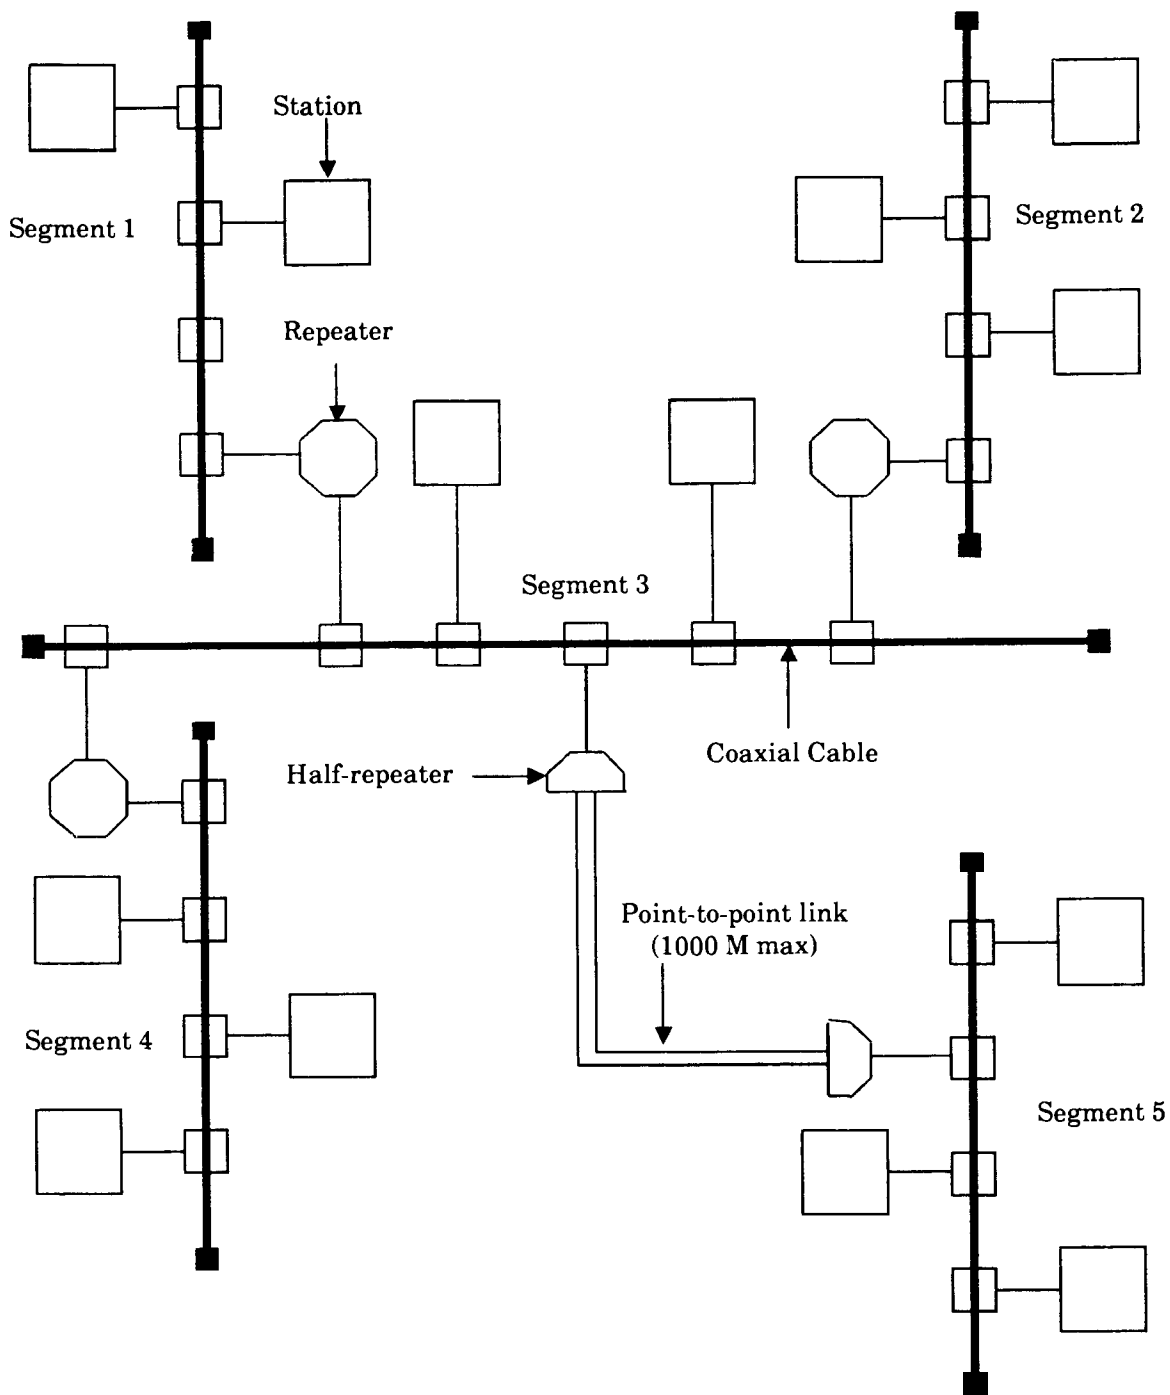 Station
Segment 1
Segment 2
Repeater
Segment 3
Coaxial Cable
Half-repeater
Point-to-point link
(1000 M max)
Segment 4
Segment 5